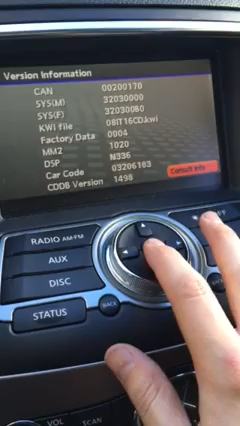 Version Information
CAN 00200170
SYS(M) 32030000
SYS(F) 32030080
KWI file 08IT16CD.kwi
Factory Data 0004
MM2 1020
DSP N336
Car Code 03206183
CDDB Version 1498
Consult Info
RADIO AM·FM
AUX
DISC
STATUS
BACK
VOL
SCAN